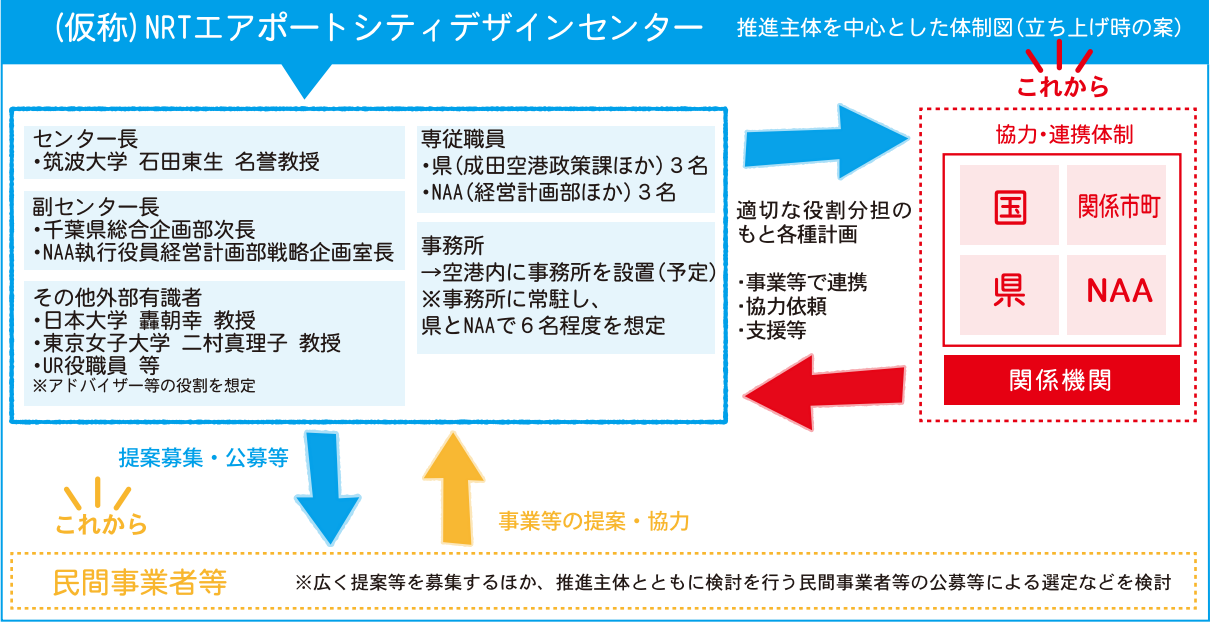 (仮称)NRTエアポートシティデザインセンター 推進主体を中心とした体制図(立ち上げ時の案)
これから
センター長
・筑波大学 石田東生 名誉教授
副センター長
・千葉県総合企画部次長
・NAA執行役員経営計画部戦略企画室長
その他外部有識者
・日本大学 轟朝幸 教授
・東京女子大学 二村真理子 教授
・UR役職員 等
※アドバイザー等の役割を想定
専従職員
・県(成田空港政策課ほか)3名
・NAA(経営計画部ほか)3名
事務所
→空港内に事務所を設置(予定)
※事務所に常駐し、
県とNAAで6名程度を想定
適切な役割分担の
もと各種計画
・事業等で連携
・協力依頼
・支援等
協力・連携体制
国 関係市町
県 NAA
関係機関
提案募集・公募等
これから
事業等の提案・協力
民間事業者等 ※広く提案等を募集するほか、推進主体とともに検討を行う民間事業者等の公募等による選定などを検討